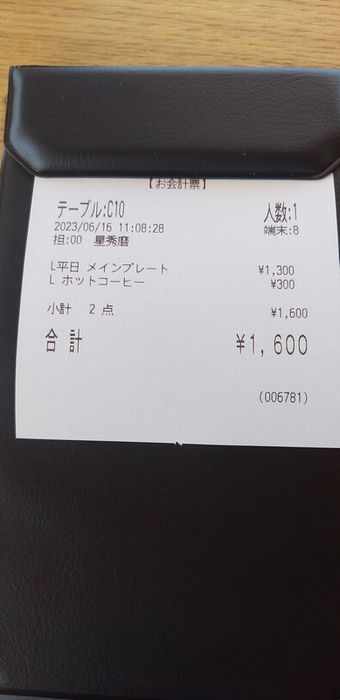 【お会計票】
テーブル:C10 人数:1
2023/06/16 11:08:28 端末:8
担:00 星秀磨
L平日 メインプレート ¥1,300
L ホットコーヒー ¥300
小計 2 点 ¥1,600
合 計 ¥1,600
(006781)